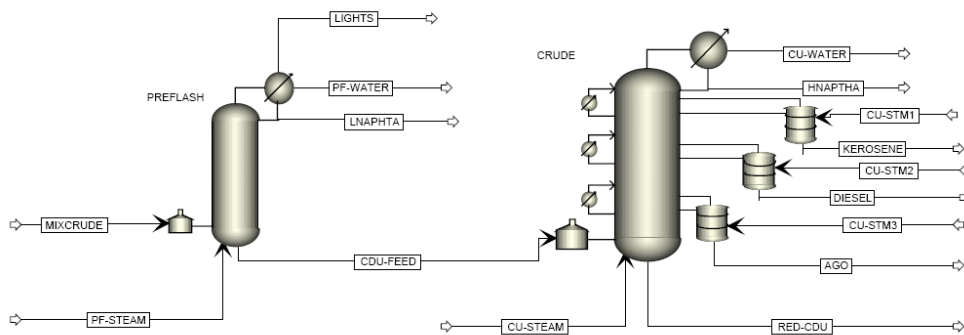 LIGHTS
CRUDE
CU-WATER
PF-WATER
HNAPTHA
PREFLASH
LNAPHTA
CU-STM1
KEROSENE
CU-STM2
DIESEL
MIXCRUDE
CU-STM3
CDU-FEED
AGO
PF-STEAM
CU-STEAM
RED-CDU